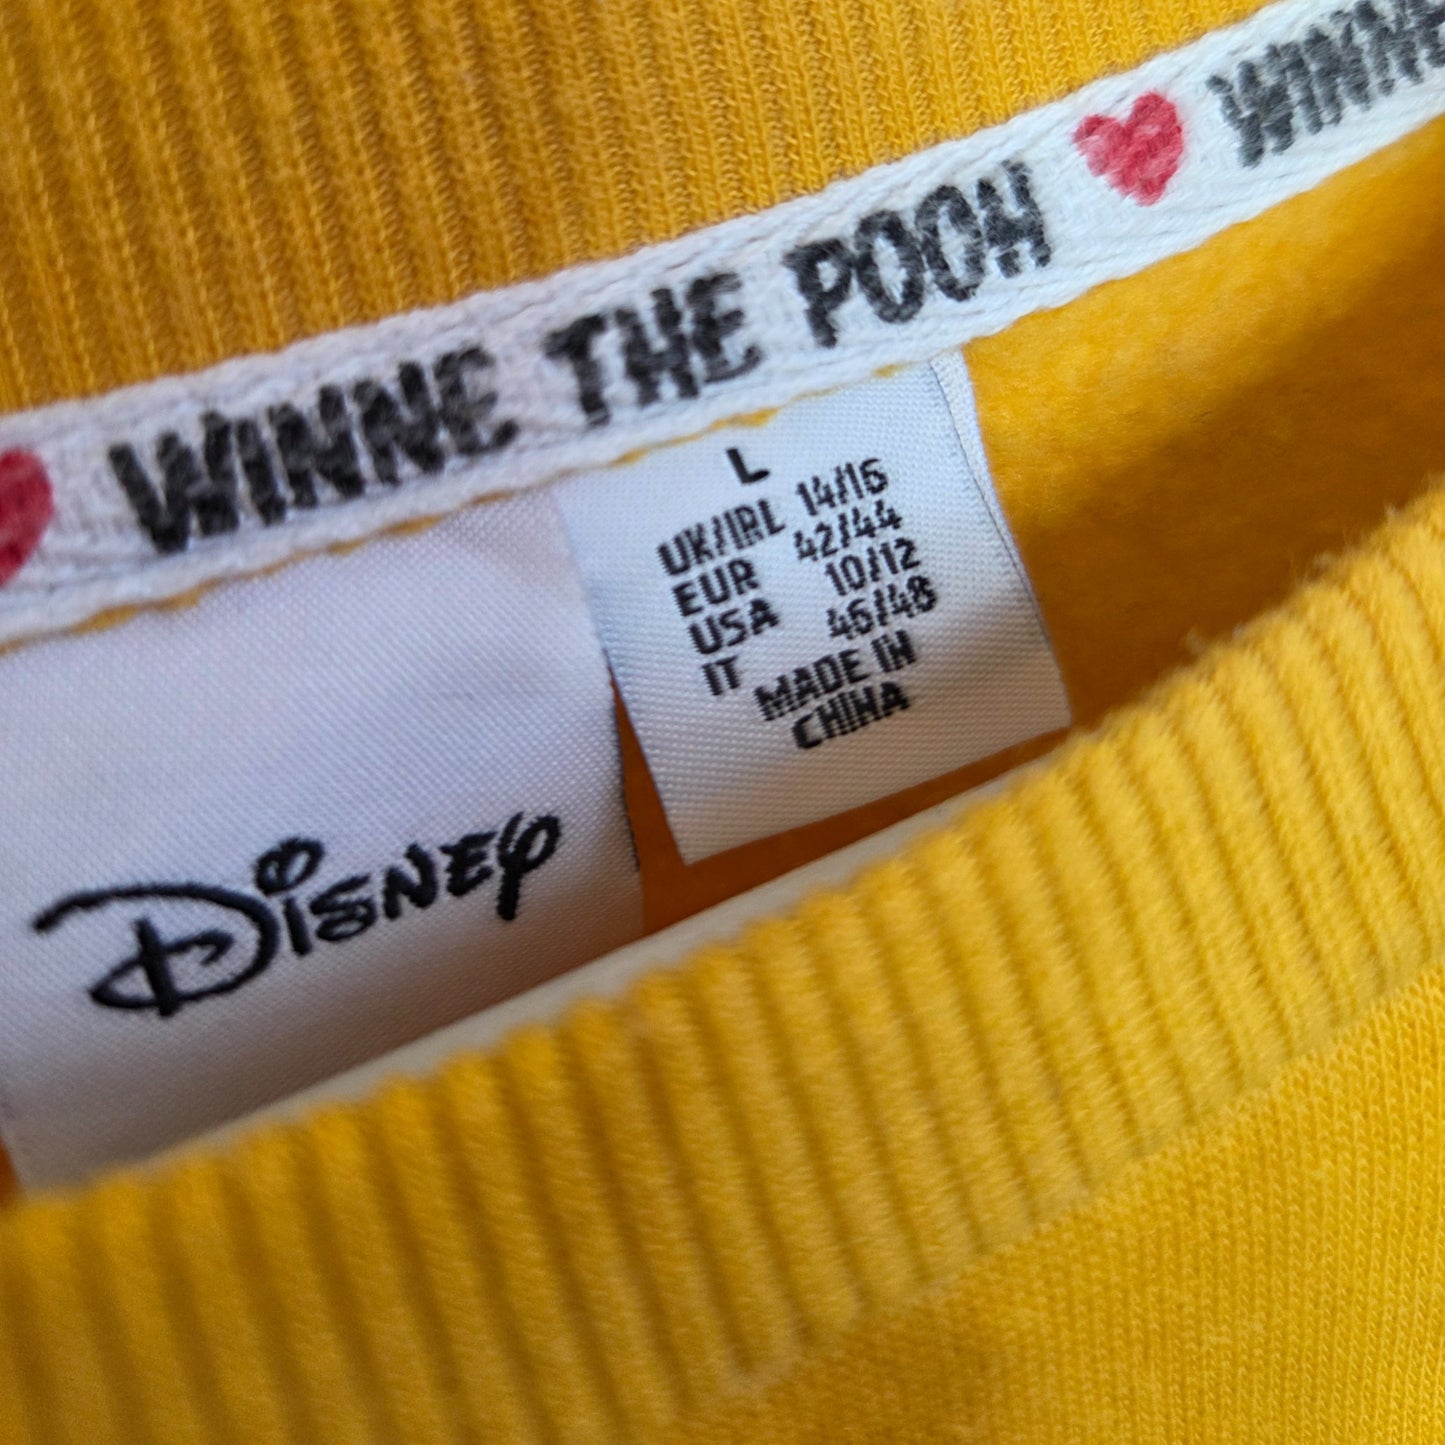 ♥ WINNE THE POOH ♥ WINNE
L
UK/IRL 14/16
EUR 42/44
USA 10/12
IT 46/48
MADE IN
CHINA
Disney